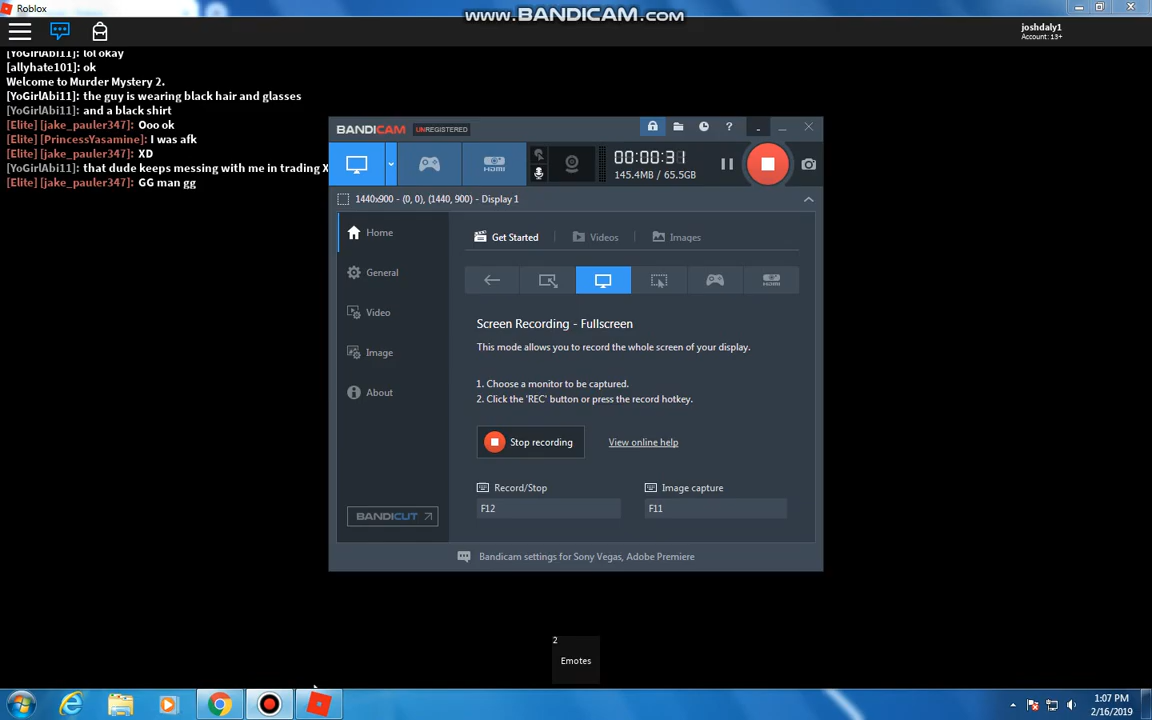 Roblox
www.BANDICAM.com
joshdaly1
Account: 13+
[YoGirlAbi11]: lol okay
[allyhate101]: ok
Welcome to Murder Mystery 2.
[YoGirlAbi11]: the guy is wearing black hair and glasses
[YoGirlAbi11]: and a black shirt
[Elite] [jake_pauler347]: Ooo ok
[Elite] [PrincessYasamine]: I was afk
[Elite] [jake_pauler347]: XD
[YoGirlAbi11]: that dude keeps messing with me in trading X
[Elite] [jake_pauler347]: GG man gg
BANDICAM UNREGISTERED
HDMI
00:00:31
145.4MB / 65.5GB
1440x900 - (0, 0), (1440, 900) - Display 1
Home
General
Video
Image
About
BANDICUT
Get Started
Videos
Images
HDMI
Screen Recording - Fullscreen
This mode allows you to record the whole screen of your display.
1. Choose a monitor to be captured.
2. Click the 'REC' button or press the record hotkey.
Stop recording
View online help
Record/Stop
Image capture
F12
F11
Bandicam settings for Sony Vegas, Adobe Premiere
2
Emotes
1:07 PM
2/16/2019